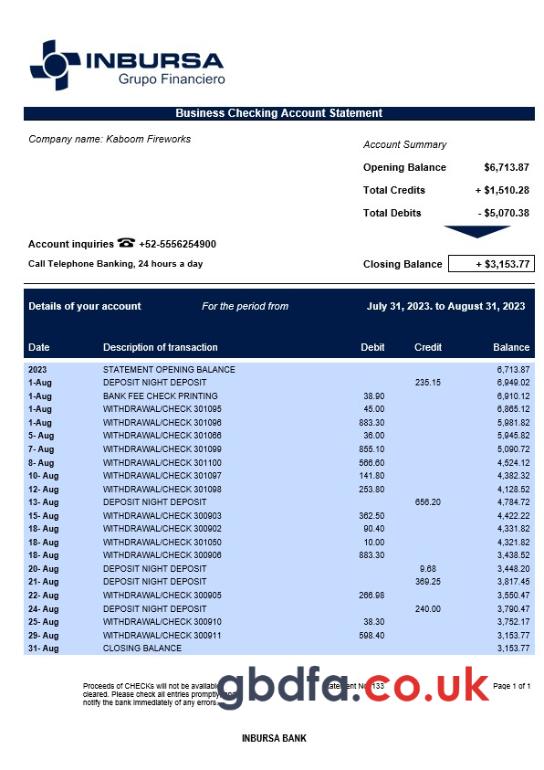 INBURSA
Grupo Financiero
Business Checking Account Statement
Company name: Kaboom Fireworks
Account Summary
Opening Balance $6,713.87
Total Credits + $1,510.28
Total Debits - $5,070.38
Account inquiries ☎ +52-5556254900
Call Telephone Banking, 24 hours a day
Closing Balance + $3,153.77
Details of your account For the period from July 31, 2023. to August 31, 2023
Date Description of transaction Debit Credit Balance
2023 STATEMENT OPENING BALANCE 6,713.87
1-Aug DEPOSIT NIGHT DEPOSIT 235.15 6,949.02
1-Aug BANK FEE CHECK PRINTING 38.90 6,910.12
1-Aug WITHDRAWAL/CHECK 301095 45.00 6,865.12
1-Aug WITHDRAWAL/CHECK 301096 883.30 5,981.82
5- Aug WITHDRAWAL/CHECK 301066 36.00 5,945.82
7- Aug WITHDRAWAL/CHECK 301099 855.10 5,090.72
8- Aug WITHDRAWAL/CHECK 301100 566.60 4,524.12
10- Aug WITHDRAWAL/CHECK 301097 141.80 4,382.32
12- Aug WITHDRAWAL/CHECK 301098 253.80 4,128.52
13- Aug DEPOSIT NIGHT DEPOSIT 656.20 4,784.72
15- Aug WITHDRAWAL/CHECK 300903 362.50 4,422.22
18- Aug WITHDRAWAL/CHECK 300902 90.40 4,331.82
18- Aug WITHDRAWAL/CHECK 301050 10.00 4,321.82
18- Aug WITHDRAWAL/CHECK 300906 883.30 3,438.52
20- Aug DEPOSIT NIGHT DEPOSIT 9.68 3,448.20
21- Aug DEPOSIT NIGHT DEPOSIT 369.25 3,817.45
22- Aug WITHDRAWAL/CHECK 300905 266.98 3,550.47
24- Aug DEPOSIT NIGHT DEPOSIT 240.00 3,790.47
25- Aug WITHDRAWAL/CHECK 300910 38.30 3,752.17
29- Aug WITHDRAWAL/CHECK 300911 598.40 3,153.77
31- Aug CLOSING BALANCE 3,153.77
Proceeds of CHECKs will not be available 133 Page 1 of 1
cleared. Please check all entries promptly
notify the bank immediately of any errors.
gbdfa.co.uk
INBURSA BANK